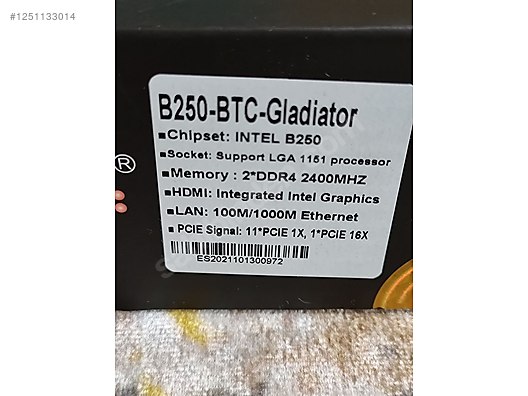 #1251133014
B250-BTC-Gladiator
■Chipset: INTEL B250
■Socket: Support LGA 1151 processor
■Memory : 2*DDR4 2400MHZ
■HDMI: Integrated Intel Graphics
■LAN: 100M/1000M Ethernet
■ PCIE Signal: 11*PCIE 1X, 1*PCIE 16X
®
ES2021101300972